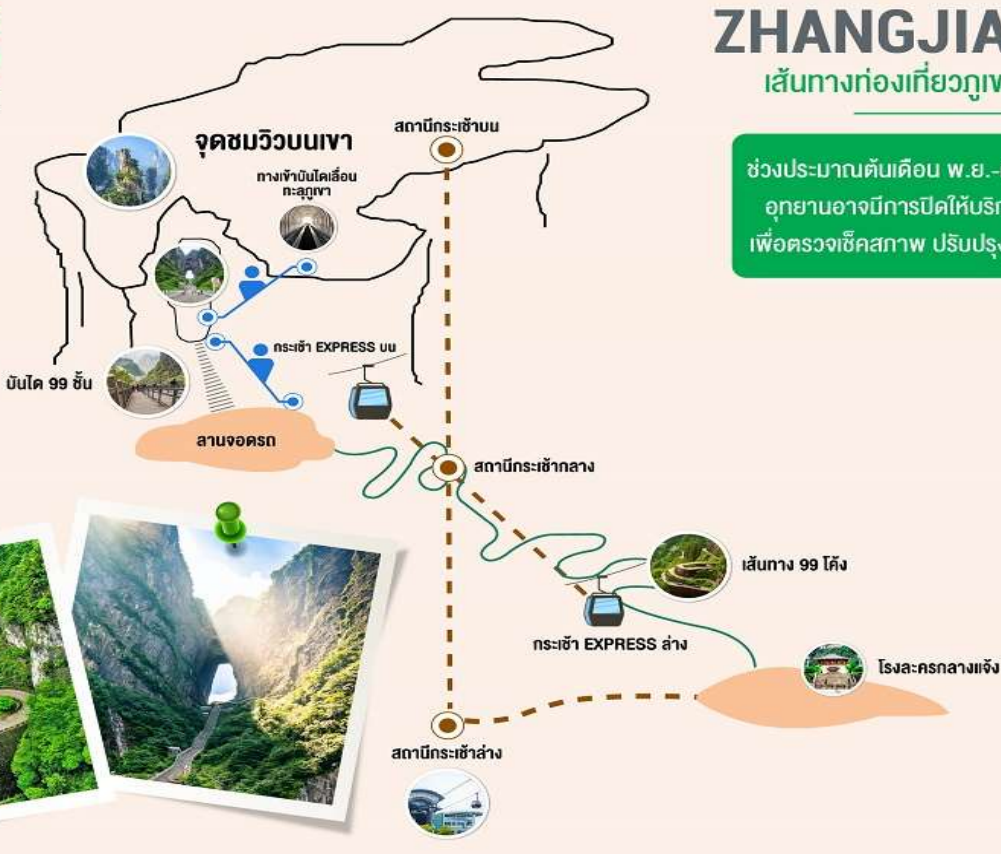 ZHANGJIA
เส้นทางท่องเที่ยวภูเข
ช่วงประมาณต้นเดือน พ.ย.-
อุทยานอาจมีการปิดให้บริก
เพื่อตรวจเช็คสภาพ ปรับปรุง
สถานีกระเช้าบน
จุดชมวิวบนเขา
ทางเข้าบันไดเลื่อน
ทะลุภูเขา
กระเช้า EXPRESS บน
บันได 99 ชั้น
ลานจอดรถ
สถานีกระเช้ากลาง
เส้นทาง 99 โค้ง
กระเช้า EXPRESS ล่าง
โรงละครกลางแจ้ง
สถานีกระเช้าล่าง